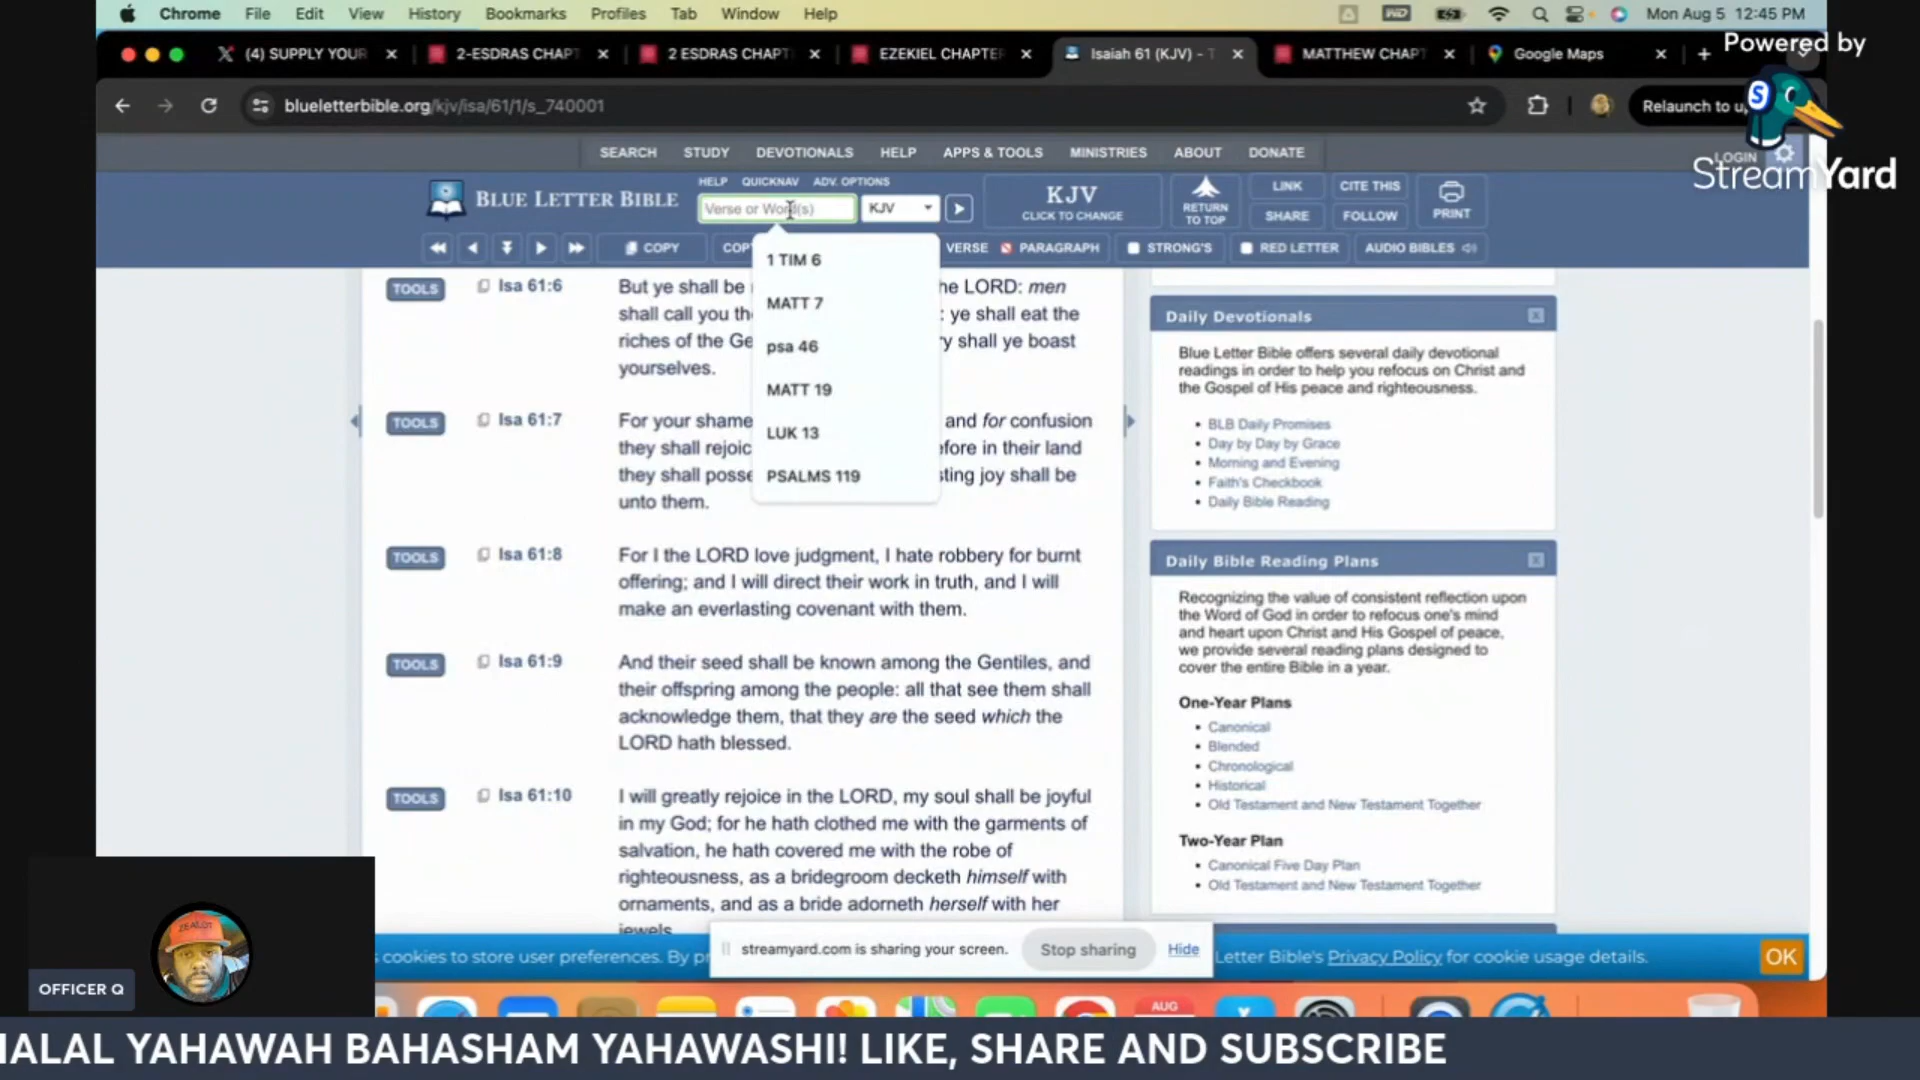 Chrome File Edit View History Bookmarks Profiles Tab Window Help Mon Aug 5 12:45 PM
(4) SUPPLY YOUR 2-ESDRAS CHAPT 2 ESDRAS CHAPT EZEKIEL CHAPTER Isaiah 61 (KJV) - T MATTHEW CHAPT Google Maps
Powered by
blueletterbible.org/kjv/isa/61/1/s_740001 Relaunch to u
StreamYard
SEARCH STUDY DEVOTIONALS HELP APPS & TOOLS MINISTRIES ABOUT DONATE LOGIN
HELP QUICKNAV ADV. OPTIONS
BLUE LETTER BIBLE Verse or Word(s) KJV
KJV
CLICK TO CHANGE
RETURN
TO TOP
LINK CITE THIS
SHARE FOLLOW
PRINT
COPY COP VERSE PARAGRAPH STRONG'S RED LETTER AUDIO BIBLES
1 TIM 6
MATT 7
psa 46
MATT 19
LUK 13
PSALMS 119
TOOLS Isa 61:6 But ye shall be he LORD: men
shall call you th : ye shall eat the
riches of the Ge ry shall ye boast
yourselves.
TOOLS Isa 61:7 For your shame and for confusion
they shall rejoic efore in their land
they shall posse sting joy shall be
unto them.
TOOLS Isa 61:8 For I the LORD love judgment, I hate robbery for burnt
offering; and I will direct their work in truth, and I will
make an everlasting covenant with them.
TOOLS Isa 61:9 And their seed shall be known among the Gentiles, and
their offspring among the people: all that see them shall
acknowledge them, that they are the seed which the
LORD hath blessed.
TOOLS Isa 61:10 I will greatly rejoice in the LORD, my soul shall be joyful
in my God; for he hath clothed me with the garments of
salvation, he hath covered me with the robe of
righteousness, as a bridegroom decketh himself with
ornaments, and as a bride adorneth herself with her
jewels.
Daily Devotionals
Blue Letter Bible offers several daily devotional
readings in order to help you refocus on Christ and
the Gospel of His peace and righteousness.
BLB Daily Promises
Day by Day by Grace
Morning and Evening
Faith's Checkbook
Daily Bible Reading
Daily Bible Reading Plans
Recognizing the value of consistent reflection upon
the Word of God in order to refocus one's mind
and heart upon Christ and His Gospel of peace,
we provide several reading plans designed to
cover the entire Bible in a year.
One-Year Plans
Canonical
Blended
Chronological
Historical
Old Testament and New Testament Together
Two-Year Plan
Canonical Five Day Plan
Old Testament and New Testament Together
cookies to store user preferences. By pr Letter Bible's Privacy Policy for cookie usage details. OK
streamyard.com is sharing your screen. Stop sharing Hide
ZEALOT
OFFICER Q
AUG
HALAL YAHAWAH BAHASHAM YAHAWASHI! LIKE, SHARE AND SUBSCRIBE